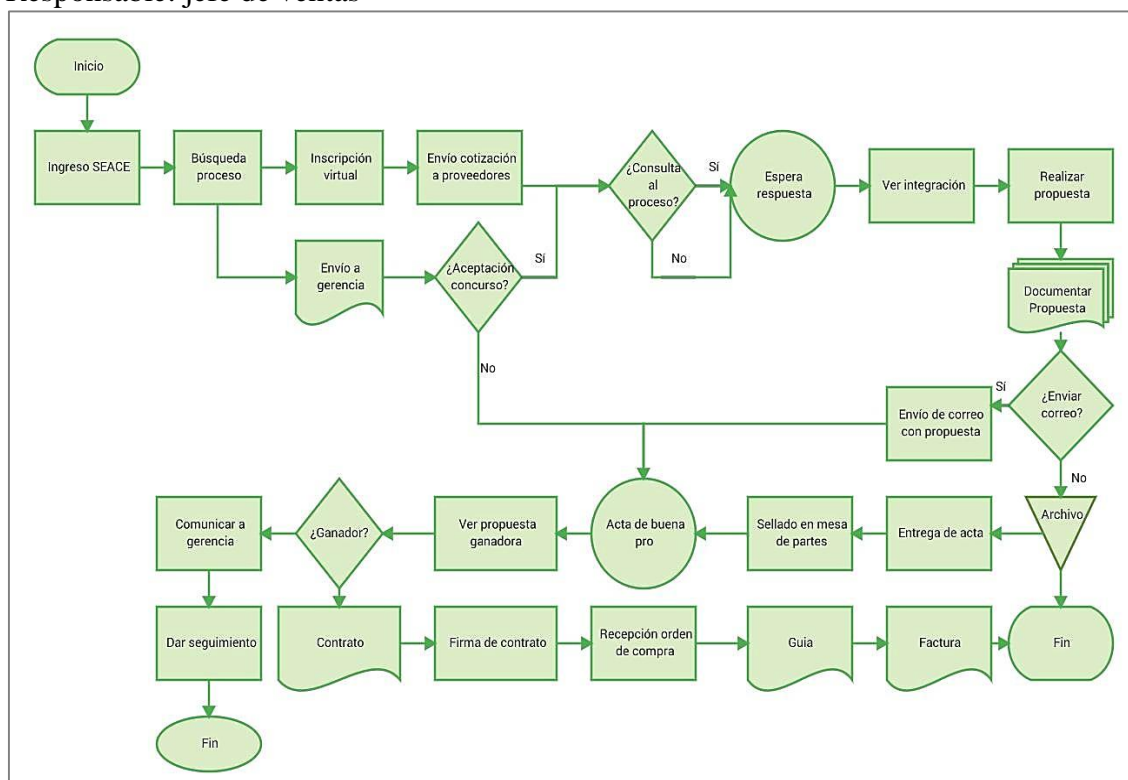 Responsable: jefe de ventas
Inicio
Ingreso SEACE
Búsqueda
proceso
Inscripción
virtual
Envío cotización
a proveedores
¿Consulta
al
proceso?
Sí
No
Espera
respuesta
Ver integración
Realizar
propuesta
Envío a
gerencia
¿Aceptación
concurso?
Sí
No
Documentar
Propuesta
¿Enviar
correo?
Sí
No
Envío de correo
con propuesta
Comunicar a
gerencia
¿Ganador?
Ver propuesta
ganadora
Acta de buena
pro
Sellado en mesa
de partes
Entrega de acta
Archivo
Dar seguimiento
Contrato
Firma de contrato
Recepción orden
de compra
Guia
Factura
Fin
Fin